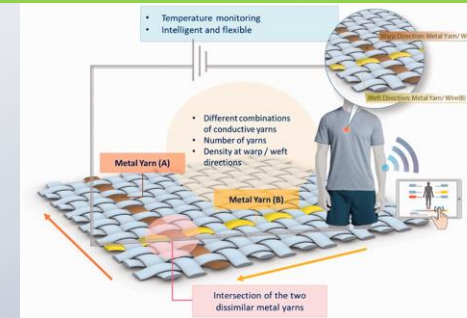 • Temperature monitoring
• Intelligent and flexible
Warp Direction: Metal Yarn/ W
Weft Direction: Metal Yarn/ Wire(B)
• Different combinations
of conductive yarns
• Number of yarns
• Density at warp / weft
directions
Metal Yarn (A)
Metal Yarn (B)
Intersection of the two
dissimilar metal yarns